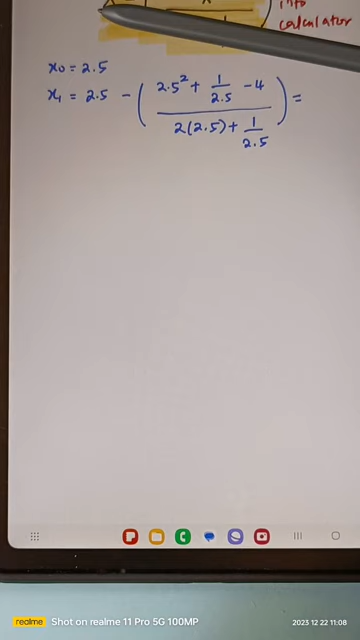 into
calculator
x0 = 2.5
x1 = 2.5 - ( (2.5² + 1/2.5 - 4) / (2(2.5) + 1/2.5) ) =
realme Shot on realme 11 Pro 5G 100MP 2023 12 22 11:08